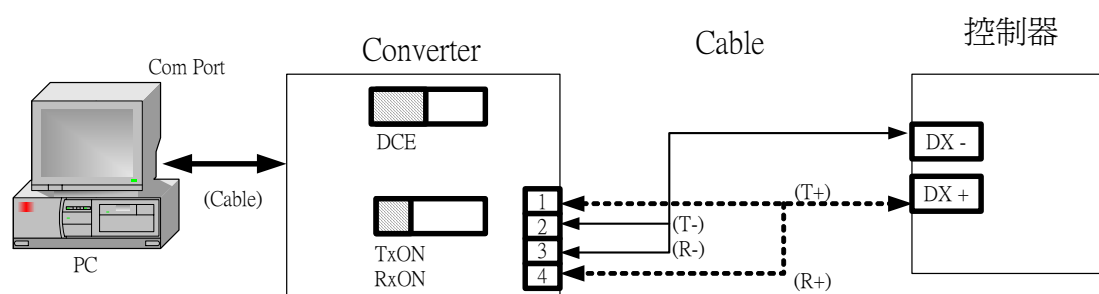 控制器
Converter
Cable
Com Port
DCE
DX -
(Cable)
1
(T+)
DX +
2
(T-)
TxON
3
(R-)
RxON
4
(R+)
PC